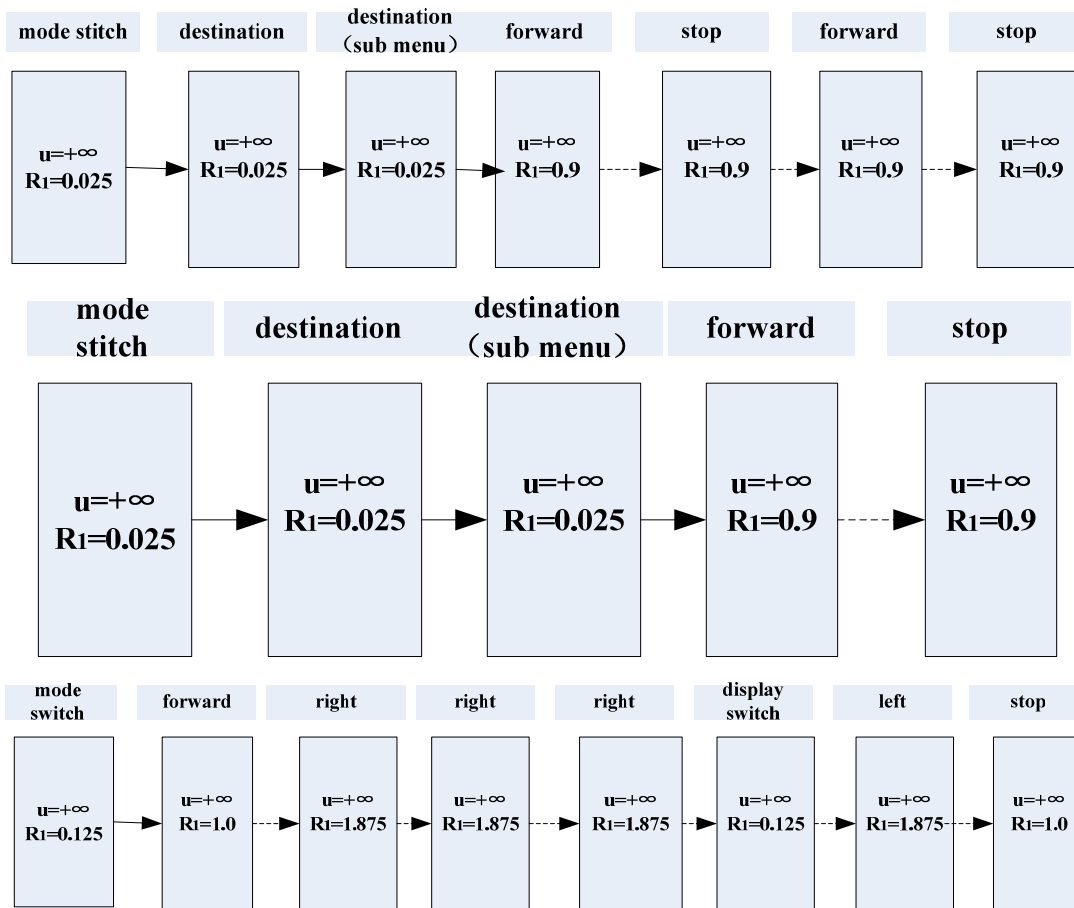 mode stitch
destination
destination
（sub menu）
forward
stop
forward
stop
u=+∞
R1=0.025
u=+∞
R1=0.025
u=+∞
R1=0.025
u=+∞
R1=0.9
u=+∞
R1=0.9
u=+∞
R1=0.9
u=+∞
R1=0.9
mode
stitch
destination
destination
（sub menu）
forward
stop
u=+∞
R1=0.025
u=+∞
R1=0.025
u=+∞
R1=0.025
u=+∞
R1=0.9
u=+∞
R1=0.9
mode
switch
forward
right
right
right
display
switch
left
stop
u=+∞
R1=0.125
u=+∞
R1=1.0
u=+∞
R1=1.875
u=+∞
R1=1.875
u=+∞
R1=1.875
u=+∞
R1=0.125
u=+∞
R1=1.875
u=+∞
R1=1.0